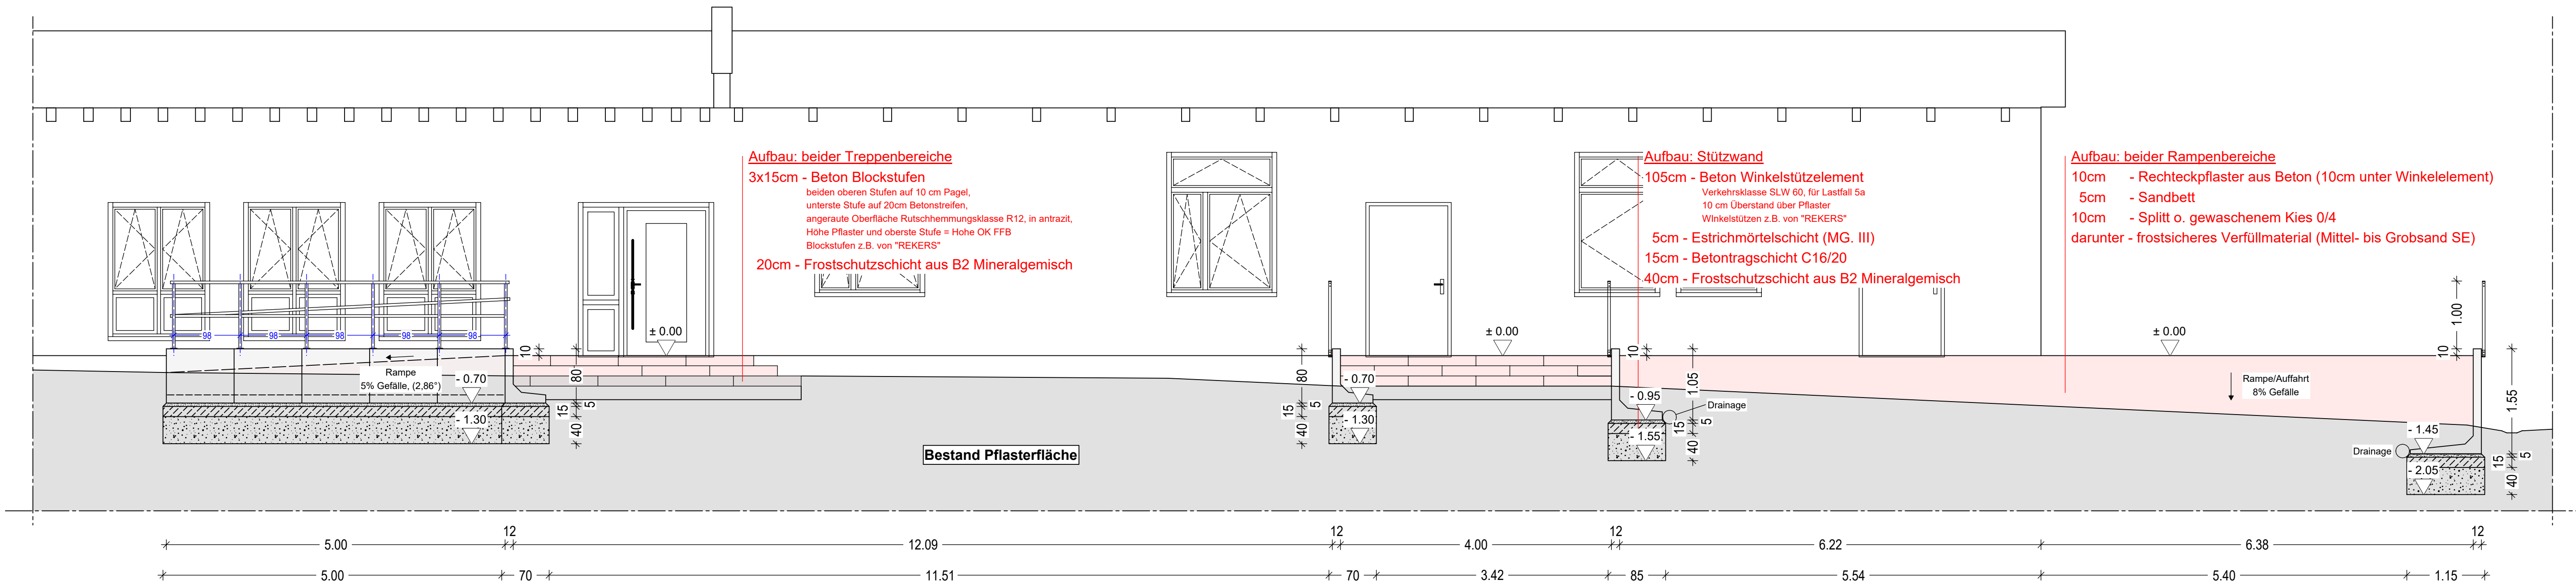 Aufbau: beider Treppenbereiche
3x15cm - Beton Blockstufen
beiden oberen Stufen auf 10 cm Pagel,
unterste Stufe auf 20cm Betonstreifen,
angeraute Oberfläche Rutschhemmungsklasse R12, in antrazit,
Höhe Pflaster und oberste Stufe = Hohe OK FFB
Blockstufen z.B. von "REKERS"
20cm - Frostschutzschicht aus B2 Mineralgemisch
Aufbau: Stützwand
105cm - Beton Winkelstützelement
Verkehrsklasse SLW 60, für Lastfall 5a
10 cm Überstand über Pflaster
WInkelstützen z.B. von "REKERS"
5cm - Estrichmörtelschicht (MG. III)
15cm - Betontragschicht C16/20
40cm - Frostschutzschicht aus B2 Mineralgemisch
Aufbau: beider Rampenbereiche
10cm - Rechteckpflaster aus Beton (10cm unter Winkelelement)
5cm - Sandbett
10cm - Splitt o. gewaschenem Kies 0/4
darunter - frostsicheres Verfüllmaterial (Mittel- bis Grobsand SE)
98 98 98 98 98
± 0.00
± 0.00
± 0.00
1.00
10
10
10
Rampe
5% Gefälle, (2,86°)
- 0.70
- 1.30
80
15
5
40
80
15
5
40
- 0.70
- 1.30
- 0.95
- 1.55
Drainage
1.05
15
5
40
Rampe/Auffahrt
8% Gefälle
1.55
Drainage
- 1.45
- 2.05
15
5
40
Bestand Pflasterfläche
12 12 12 12
5.00 12.09 4.00 6.22 6.38
5.00 70 11.51 70 3.42 85 5.54 5.40 1.15